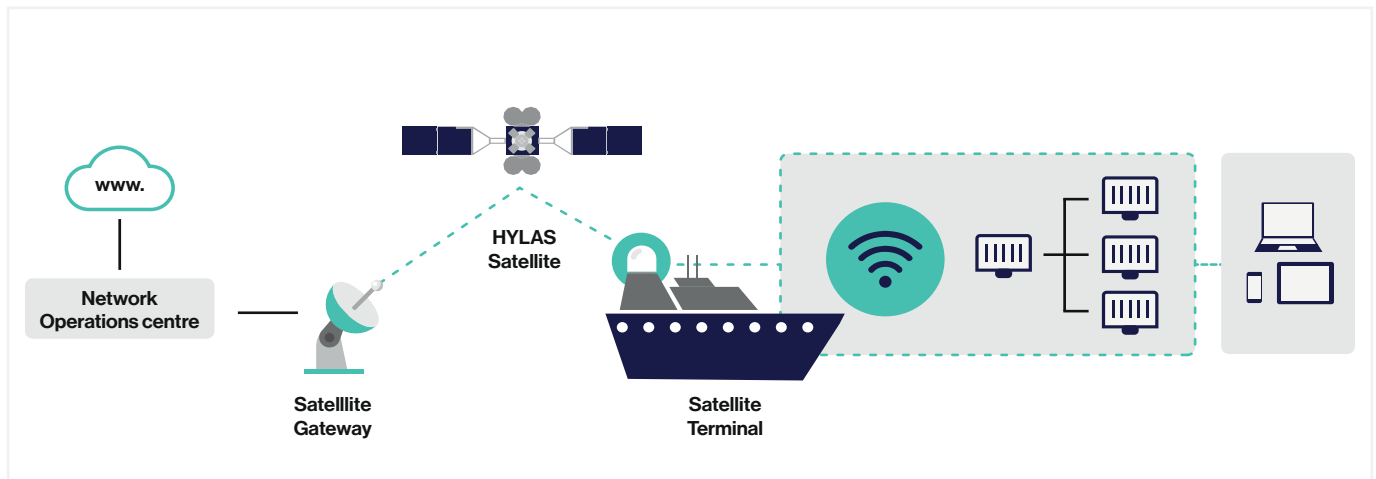 www.
Network
Operations centre
HYLAS
Satellite
Satelllite
Gateway
Satellite
Terminal